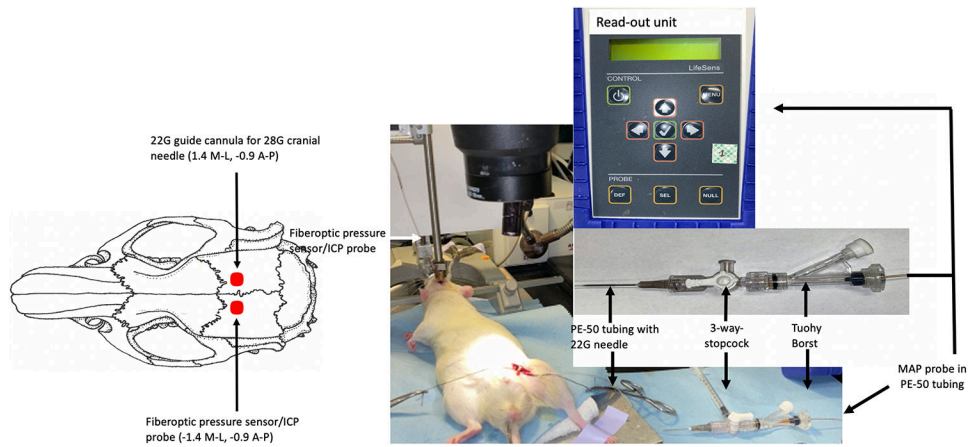 Read-out unit
LifeSens
CONTROL
MENU
22G guide cannula for 28G cranial
needle (1.4 M-L, -0.9 A-P)
PROBE
DEF
SEL
NULL
Fiberoptic pressure
sensor/ICP probe
PE-50 tubing with
22G needle
3-way-
stopcock
Tuohy
Borst
MAP probe in
PE-50 tubing
Fiberoptic pressure sensor/ICP
probe (-1.4 M-L, -0.9 A-P)